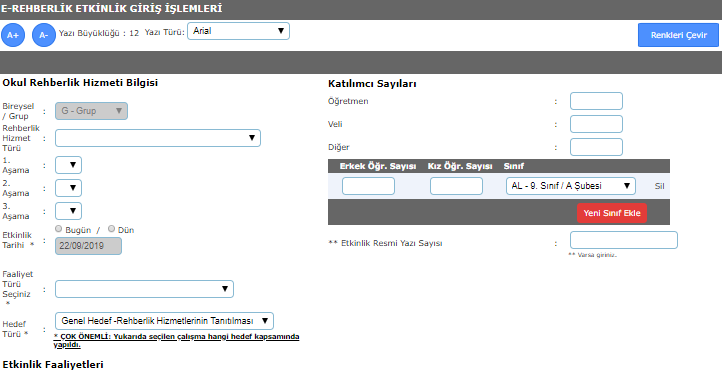 E-REHBERLİK ETKİNLİK GİRİŞ İŞLEMLERİ
A+ A- Yazı Büyüklüğü : 12 Yazı Türü: Arial Renkleri Çevir
Okul Rehberlik Hizmeti Bilgisi
Bireysel / Grup : G - Grup
Rehberlik Hizmet Türü :
1. Aşama :
2. Aşama :
3. Aşama :
Etkinlik Tarihi * : Bugün / Dün
22/09/2019
Faaliyet Türü Seçiniz * :
Hedef Türü * : Genel Hedef -Rehberlik Hizmetlerinin Tanıtılması
* ÇOK ÖNEMLİ: Yukarıda seçilen çalışma hangi hedef kapsamında
yapıldı.
Etkinlik Faaliyetleri
Katılımcı Sayıları
Öğretmen :
Veli :
Diğer :
Erkek Öğr. Sayısı Kız Öğr. Sayısı Sınıf
AL - 9. Sınıf / A Şubesi Sil
Yeni Sınıf Ekle
** Etkinlik Resmi Yazı Sayısı :
** Varsa giriniz.